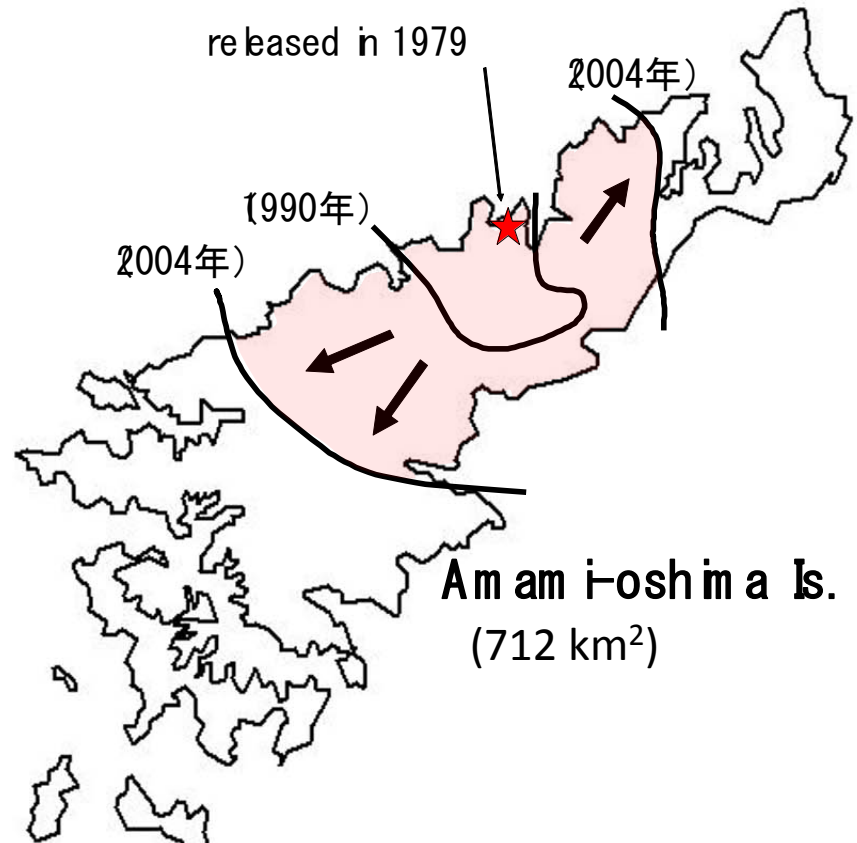 released in 1979
2004年)
1990年)
2004年)
Amami-oshima Is.
(712 km²)